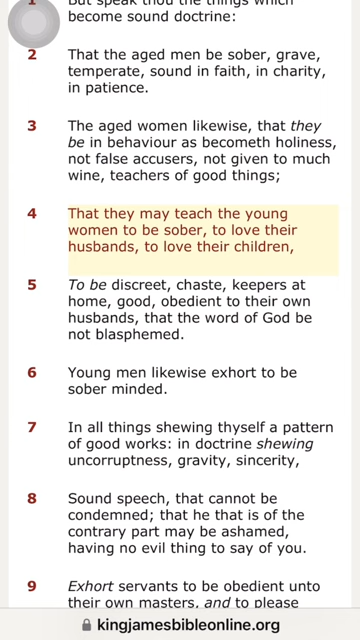 1 But speak thou the things which
become sound doctrine:
2 That the aged men be sober, grave,
temperate, sound in faith, in charity,
in patience.
3 The aged women likewise, that they
be in behaviour as becometh holiness,
not false accusers, not given to much
wine, teachers of good things;
4 That they may teach the young
women to be sober, to love their
husbands, to love their children,
5 To be discreet, chaste, keepers at
home, good, obedient to their own
husbands, that the word of God be
not blasphemed.
6 Young men likewise exhort to be
sober minded.
7 In all things shewing thyself a pattern
of good works: in doctrine shewing
uncorruptness, gravity, sincerity,
8 Sound speech, that cannot be
condemned; that he that is of the
contrary part may be ashamed,
having no evil thing to say of you.
9 Exhort servants to be obedient unto
their own masters, and to please
kingjamesbibleonline.org